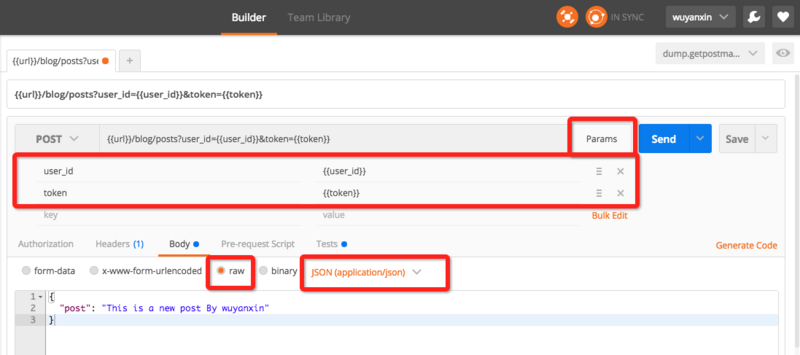 Builder Team Library IN SYNC wuyanxin
{{url}}/blog/posts?use + dump.getpostma...
{{url}}/blog/posts?user_id={{user_id}}&token={{token}}
POST {{url}}/blog/posts?user_id={{user_id}}&token={{token}} Params Send Save
user_id {{user_id}}
token {{token}}
key value Bulk Edit
Authorization Headers (1) Body Pre-request Script Tests Generate Code
form-data x-www-form-urlencoded raw binary JSON (application/json)
1 {
2 "post": "This is a new post By wuyanxin"
3 }